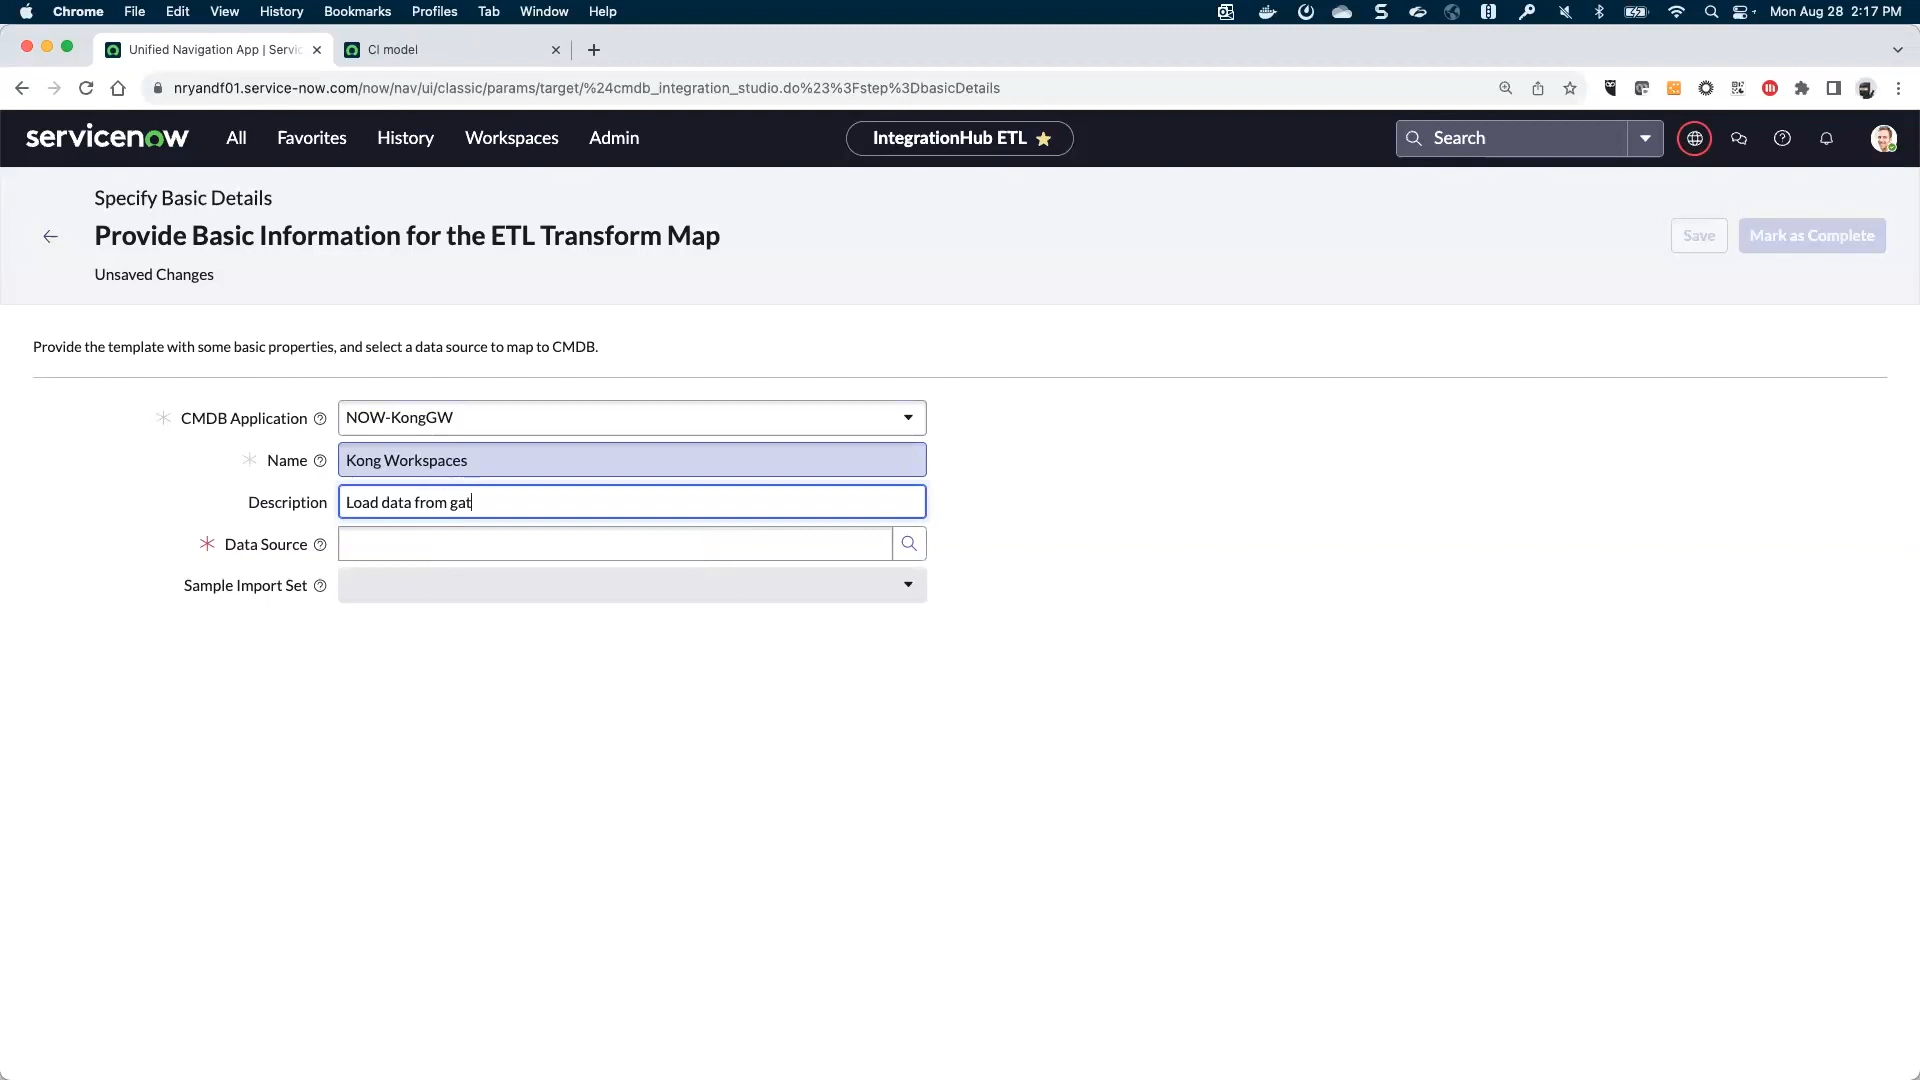 Chrome File Edit View History Bookmarks Profiles Tab Window Help Mon Aug 28 2:17 PM
Unified Navigation App | Servic CI model
nryandf01.service-now.com/now/nav/ui/classic/params/target/%24cmdb_integration_studio.do%23%3Fstep%3DbasicDetails
servicenow All Favorites History Workspaces Admin IntegrationHub ETL Search
Specify Basic Details
Provide Basic Information for the ETL Transform Map
Save Mark as Complete
Unsaved Changes
Provide the template with some basic properties, and select a data source to map to CMDB.
CMDB Application NOW-KongGW
Name Kong Workspaces
Description Load data from gat
Data Source
Sample Import Set